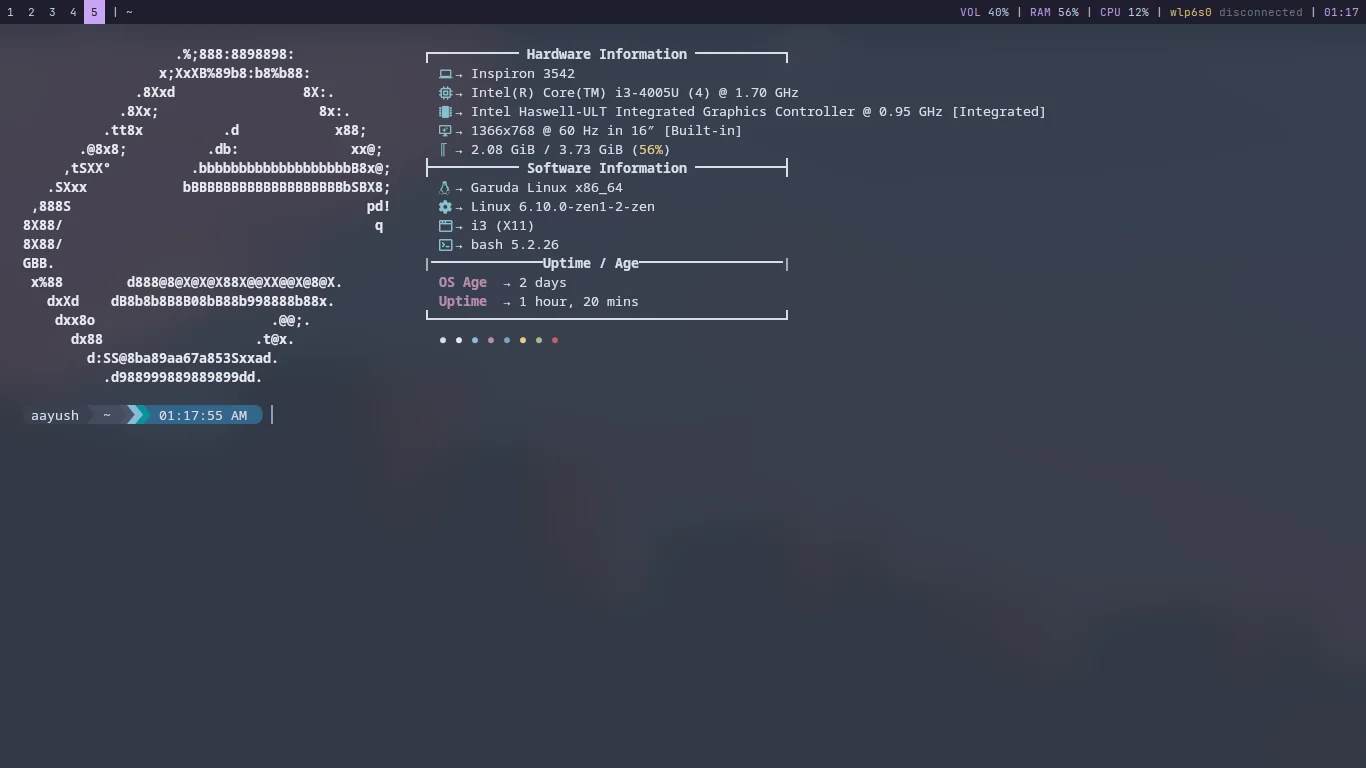 1 2 3 4 5 | ~
VOL 40% | RAM 56% | CPU 12% | wlp6s0 disconnected | 01:17
.%;888:8898898:
x;XxXB%89b8:b8%b88:
.8Xxd 8X:.
.8Xx; 8x:.
.tt8x .d x88;
.@8x8; .db: xx@;
,tSXX° .bbbbbbbbbbbbbbbbbbbB8x@;
.SXxx bBBBBBBBBBBBBBBBBBBBbSBX8;
,888S pd!
8X88/ q
8X88/
GBB.
x%88 d888@8@X@X@X88X@@XX@@X@8@X.
dxXd dB8b8b8B8B08bB88b998888b88x.
dxx8o .@@;.
dx88 .t@x.
d:SS@8ba89aa67a853Sxxad.
.d988999889889899dd.
Hardware Information
→ Inspiron 3542
→ Intel(R) Core(TM) i3-4005U (4) @ 1.70 GHz
→ Intel Haswell-ULT Integrated Graphics Controller @ 0.95 GHz [Integrated]
→ 1366x768 @ 60 Hz in 16″ [Built-in]
→ 2.08 GiB / 3.73 GiB (56%)
Software Information
→ Garuda Linux x86_64
→ Linux 6.10.0-zen1-2-zen
→ i3 (X11)
→ bash 5.2.26
Uptime / Age
OS Age → 2 days
Uptime → 1 hour, 20 mins
aayush ~ 01:17:55 AM